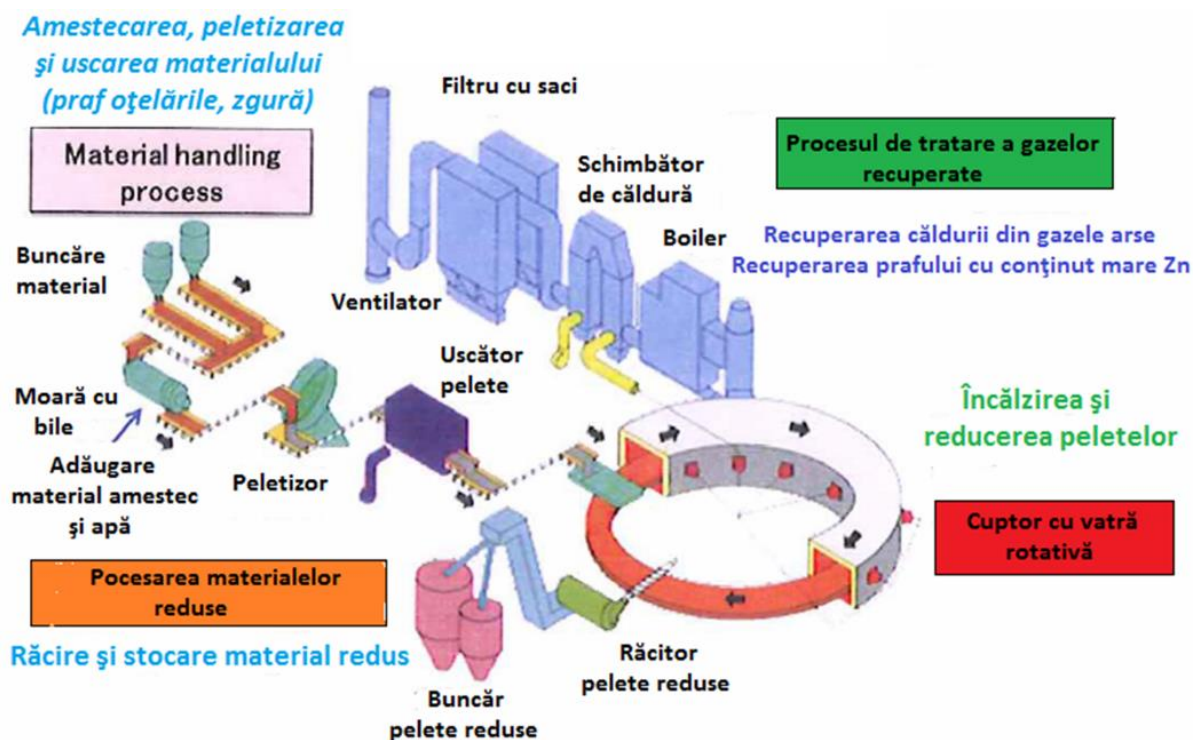 Amestecarea, peletizarea
şi uscarea materialului
(praf oţelările, zgură)
Material handling
process
Buncăre
material
Moară cu
bile
Adăugare
material amestec
şi apă
Peletizor
Filtru cu saci
Schimbător
de căldură
Boiler
Ventilator
Uscător
pelete
Procesul de tratare a gazelor
recuperate
Recuperarea căldurii din gazele arse
Recuperarea prafului cu conţinut mare Zn
Încălzirea şi
reducerea peletelor
Cuptor cu vatră
rotativă
Pocesarea materialelor
reduse
Răcire şi stocare material redus
Buncăr
pelete reduse
Răcitor
pelete reduse